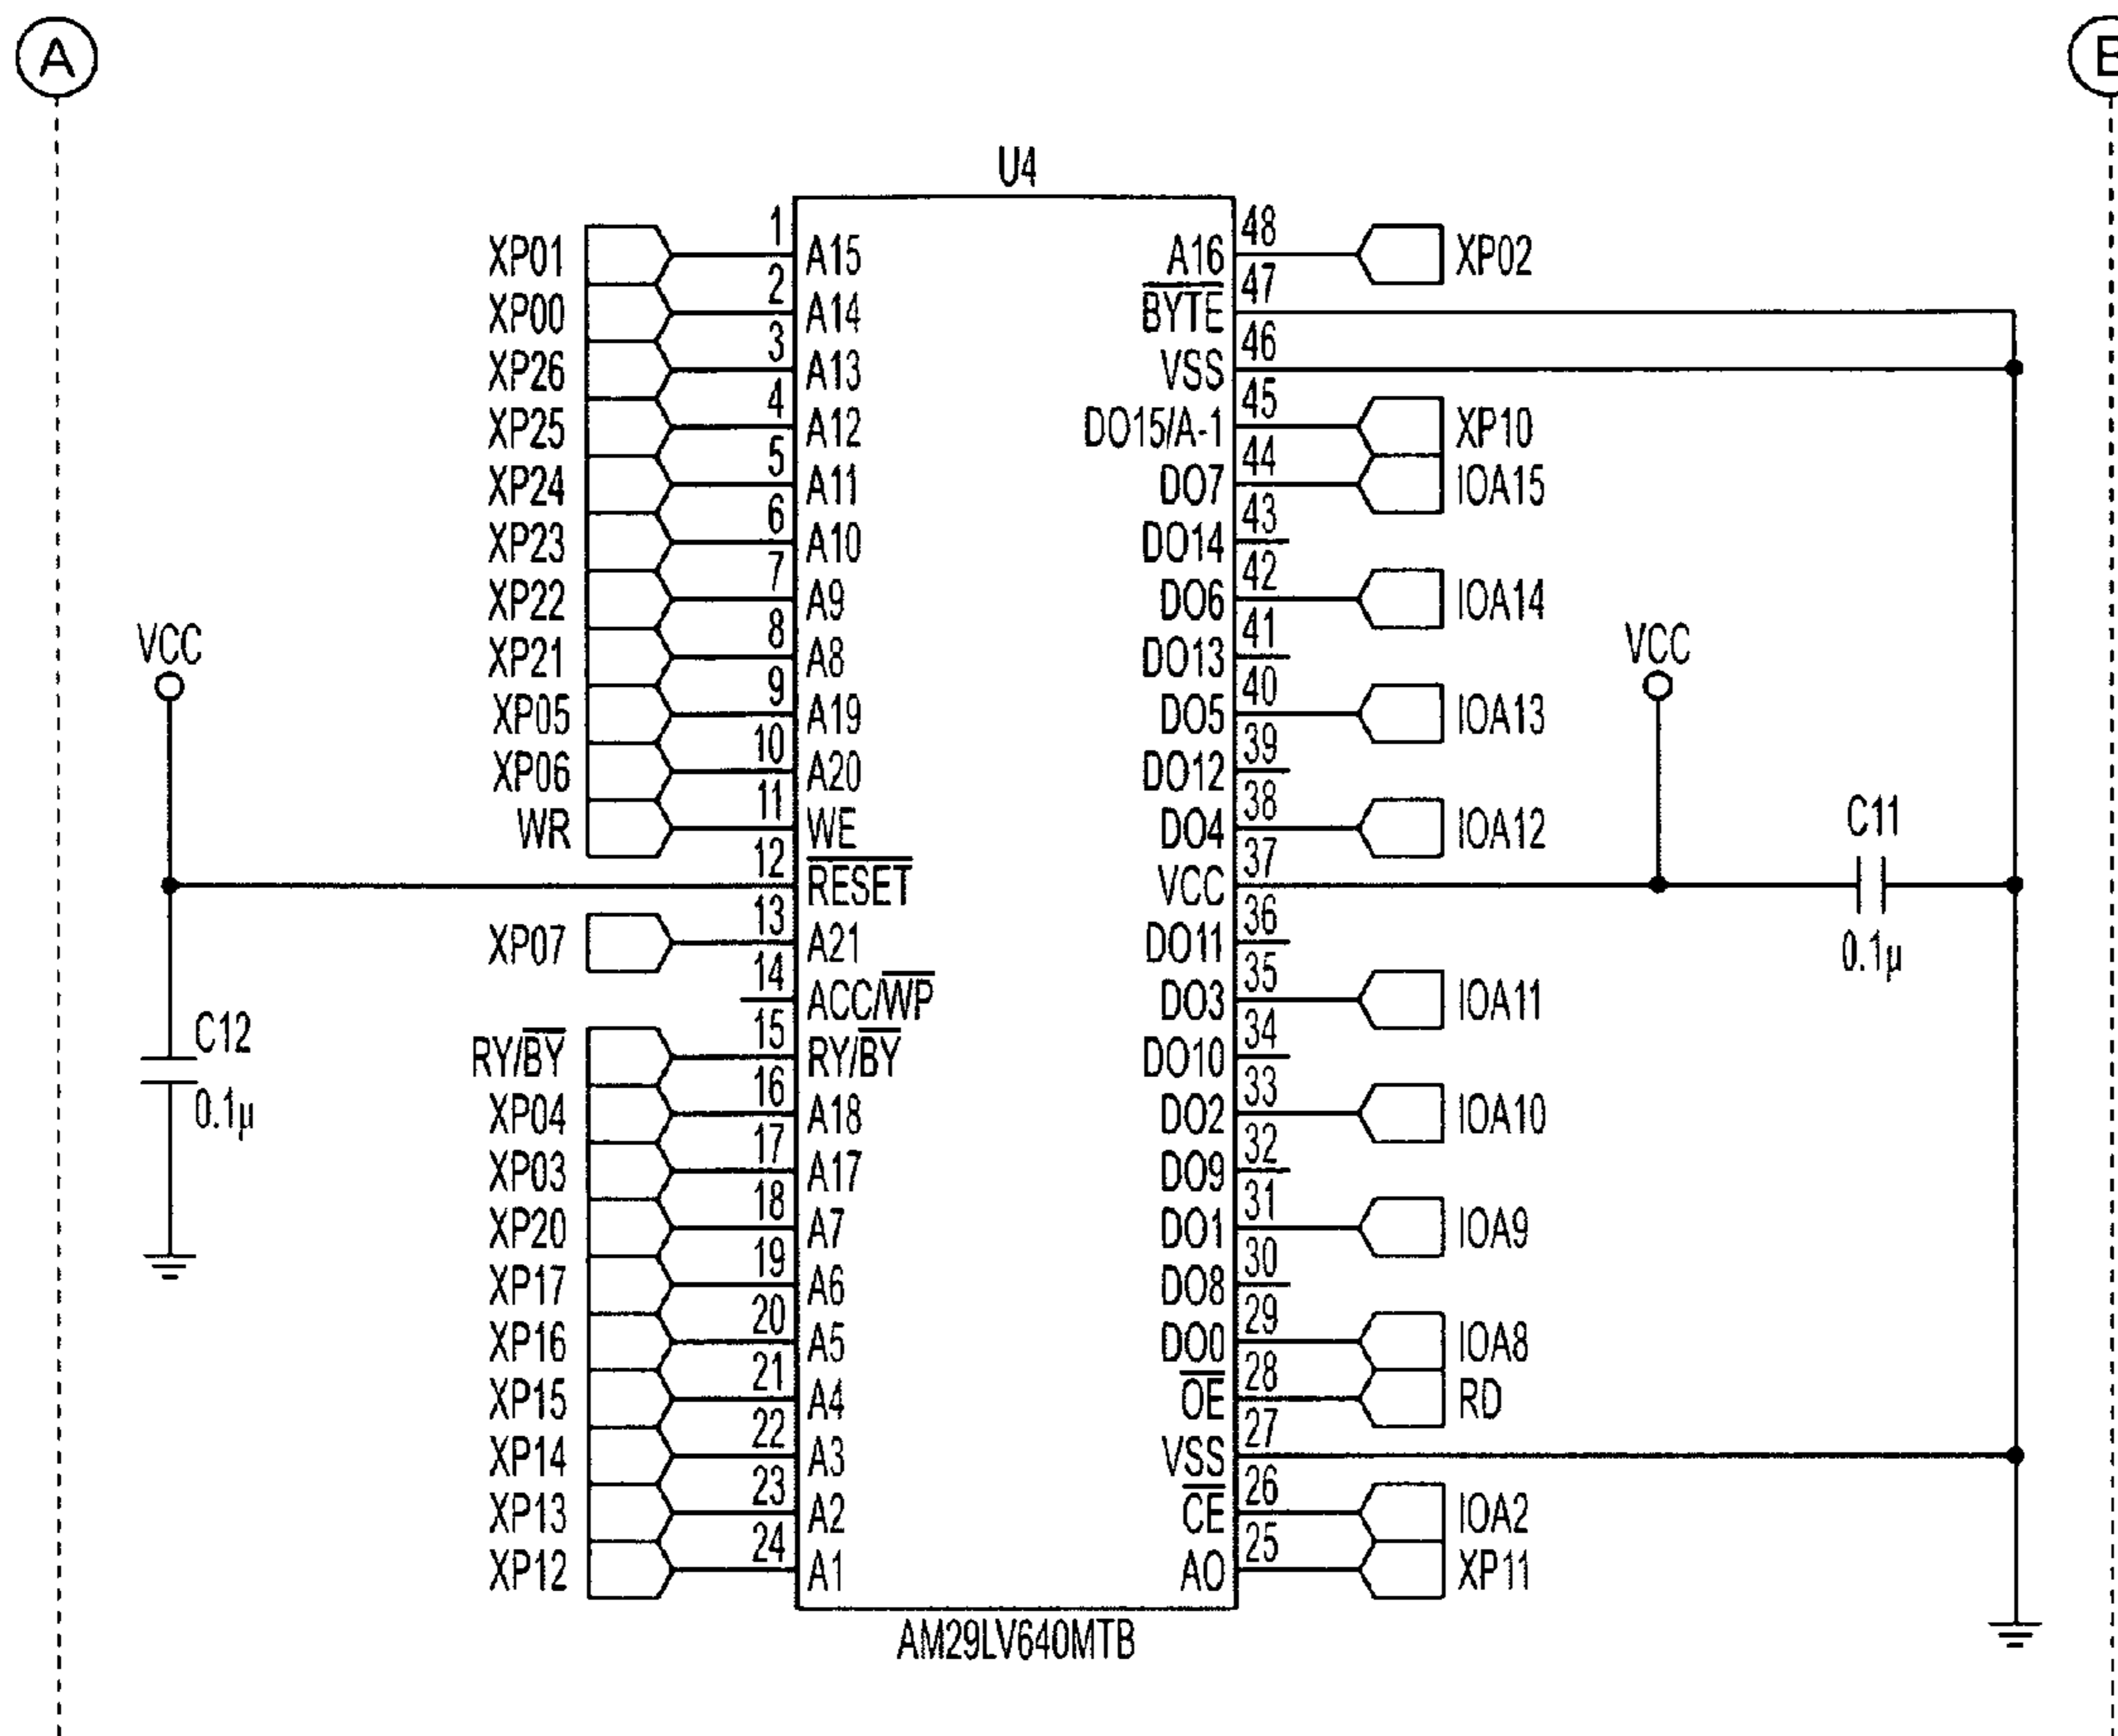 A B
U4
1 48
XP01 A15 A16 XP02
2 47
XP00 A14 BYTE
3 46
XP26 A13 VSS
4 45
XP25 A12 DO15/A-1 XP10
5 44
XP24 A11 DO7 IOA15
6 43
XP23 A10 DO14
7 42
XP22 A9 DO6 IOA14
8 41
VCC XP21 A8 DO13 VCC
9 40
XP05 A19 DO5 IOA13
10 39
XP06 A20 DO12
11 38
WR WE DO4 IOA12 C11
12 37
RESET VCC
13 36
XP07 A21 DO11 0.1µ
14 35
ACC/WP DO3 IOA11
15 34
C12 RY/BY RY/BY DO10
16 33
0.1µ XP04 A18 DO2 IOA10
17 32
XP03 A17 DO9
18 31
XP20 A7 DO1 IOA9
19 30
XP17 A6 DO8
20 29
XP16 A5 DO0 IOA8
21 28
XP15 A4 OE RD
22 27
XP14 A3 VSS
23 26
XP13 A2 CE IOA2
24 25
XP12 A1 AO XP11
AM29LV640MTB